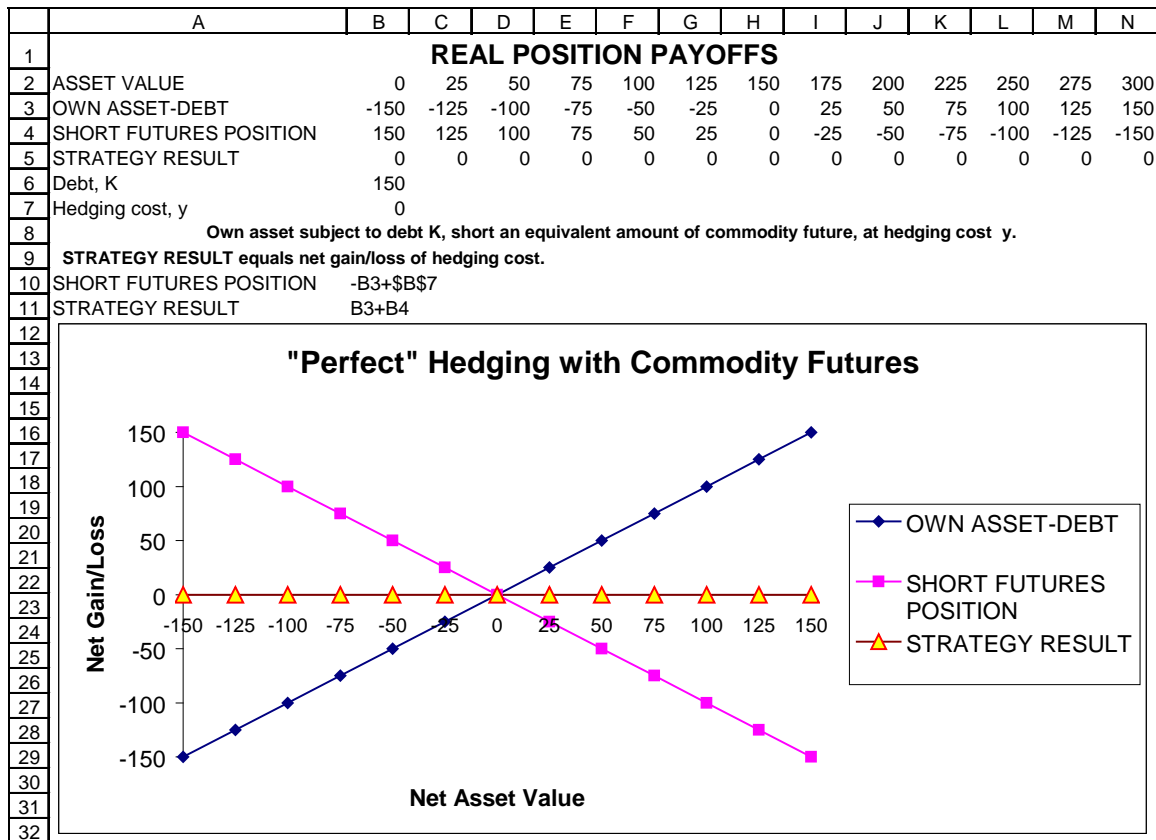 A B C D E F G H I J K L M N
1 REAL POSITION PAYOFFS
2 ASSET VALUE 0 25 50 75 100 125 150 175 200 225 250 275 300
3 OWN ASSET-DEBT -150 -125 -100 -75 -50 -25 0 25 50 75 100 125 150
4 SHORT FUTURES POSITION 150 125 100 75 50 25 0 -25 -50 -75 -100 -125 -150
5 STRATEGY RESULT 0 0 0 0 0 0 0 0 0 0 0 0 0
6 Debt, K 150
7 Hedging cost, y 0
8 Own asset subject to debt K, short an equivalent amount of commodity future, at hedging cost y.
9 STRATEGY RESULT equals net gain/loss of hedging cost.
10 SHORT FUTURES POSITION -B3+$B$7
11 STRATEGY RESULT B3+B4
12
13
14
15
16
17
18
19
20
21
22
23
24
25
26
27
28
29
30
31
32
"Perfect" Hedging with Commodity Futures
Net Gain/Loss
150
100
50
0
-50
-100
-150
-150 -125 -100 -75 -50 -25 0 25 50 75 100 125 150
Net Asset Value
OWN ASSET-DEBT
SHORT FUTURES
POSITION
STRATEGY RESULT